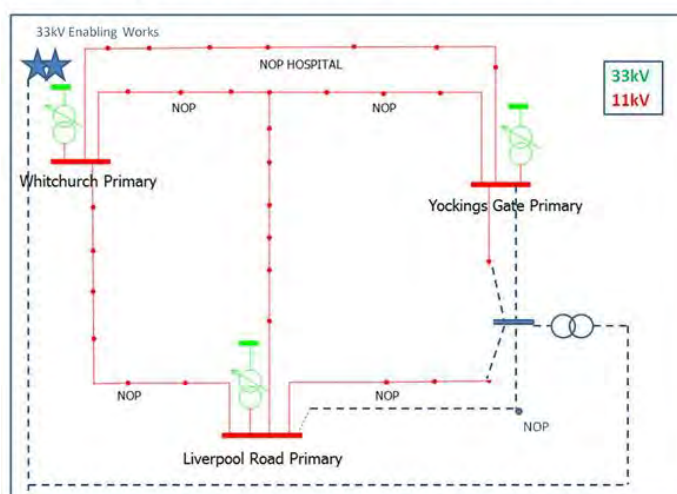 33kV Enabling Works
NOP HOSPITAL
33kV
11kV
NOP
NOP
Whitchurch Primary
Yockings Gate Primary
NOP
NOP
NOP
Liverpool Road Primary